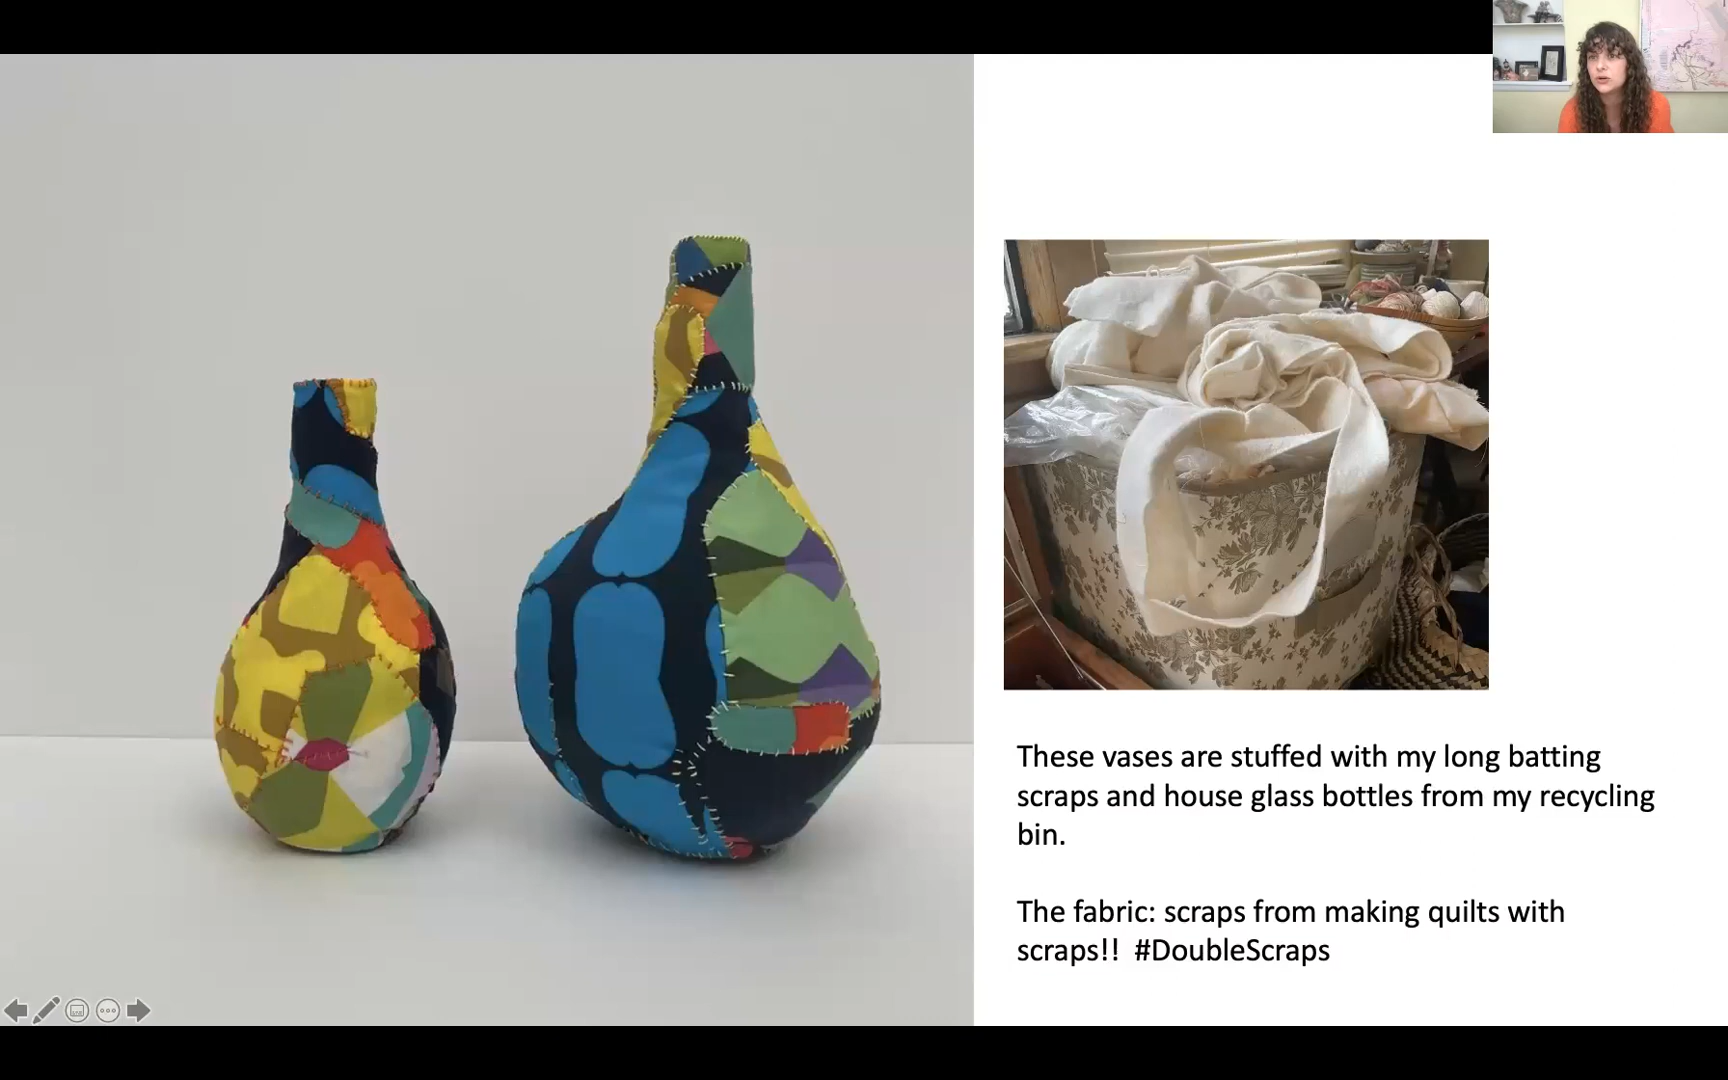 These vases are stuffed with my long batting
scraps and house glass bottles from my recycling
bin.
The fabric: scraps from making quilts with
scraps!! #DoubleScraps